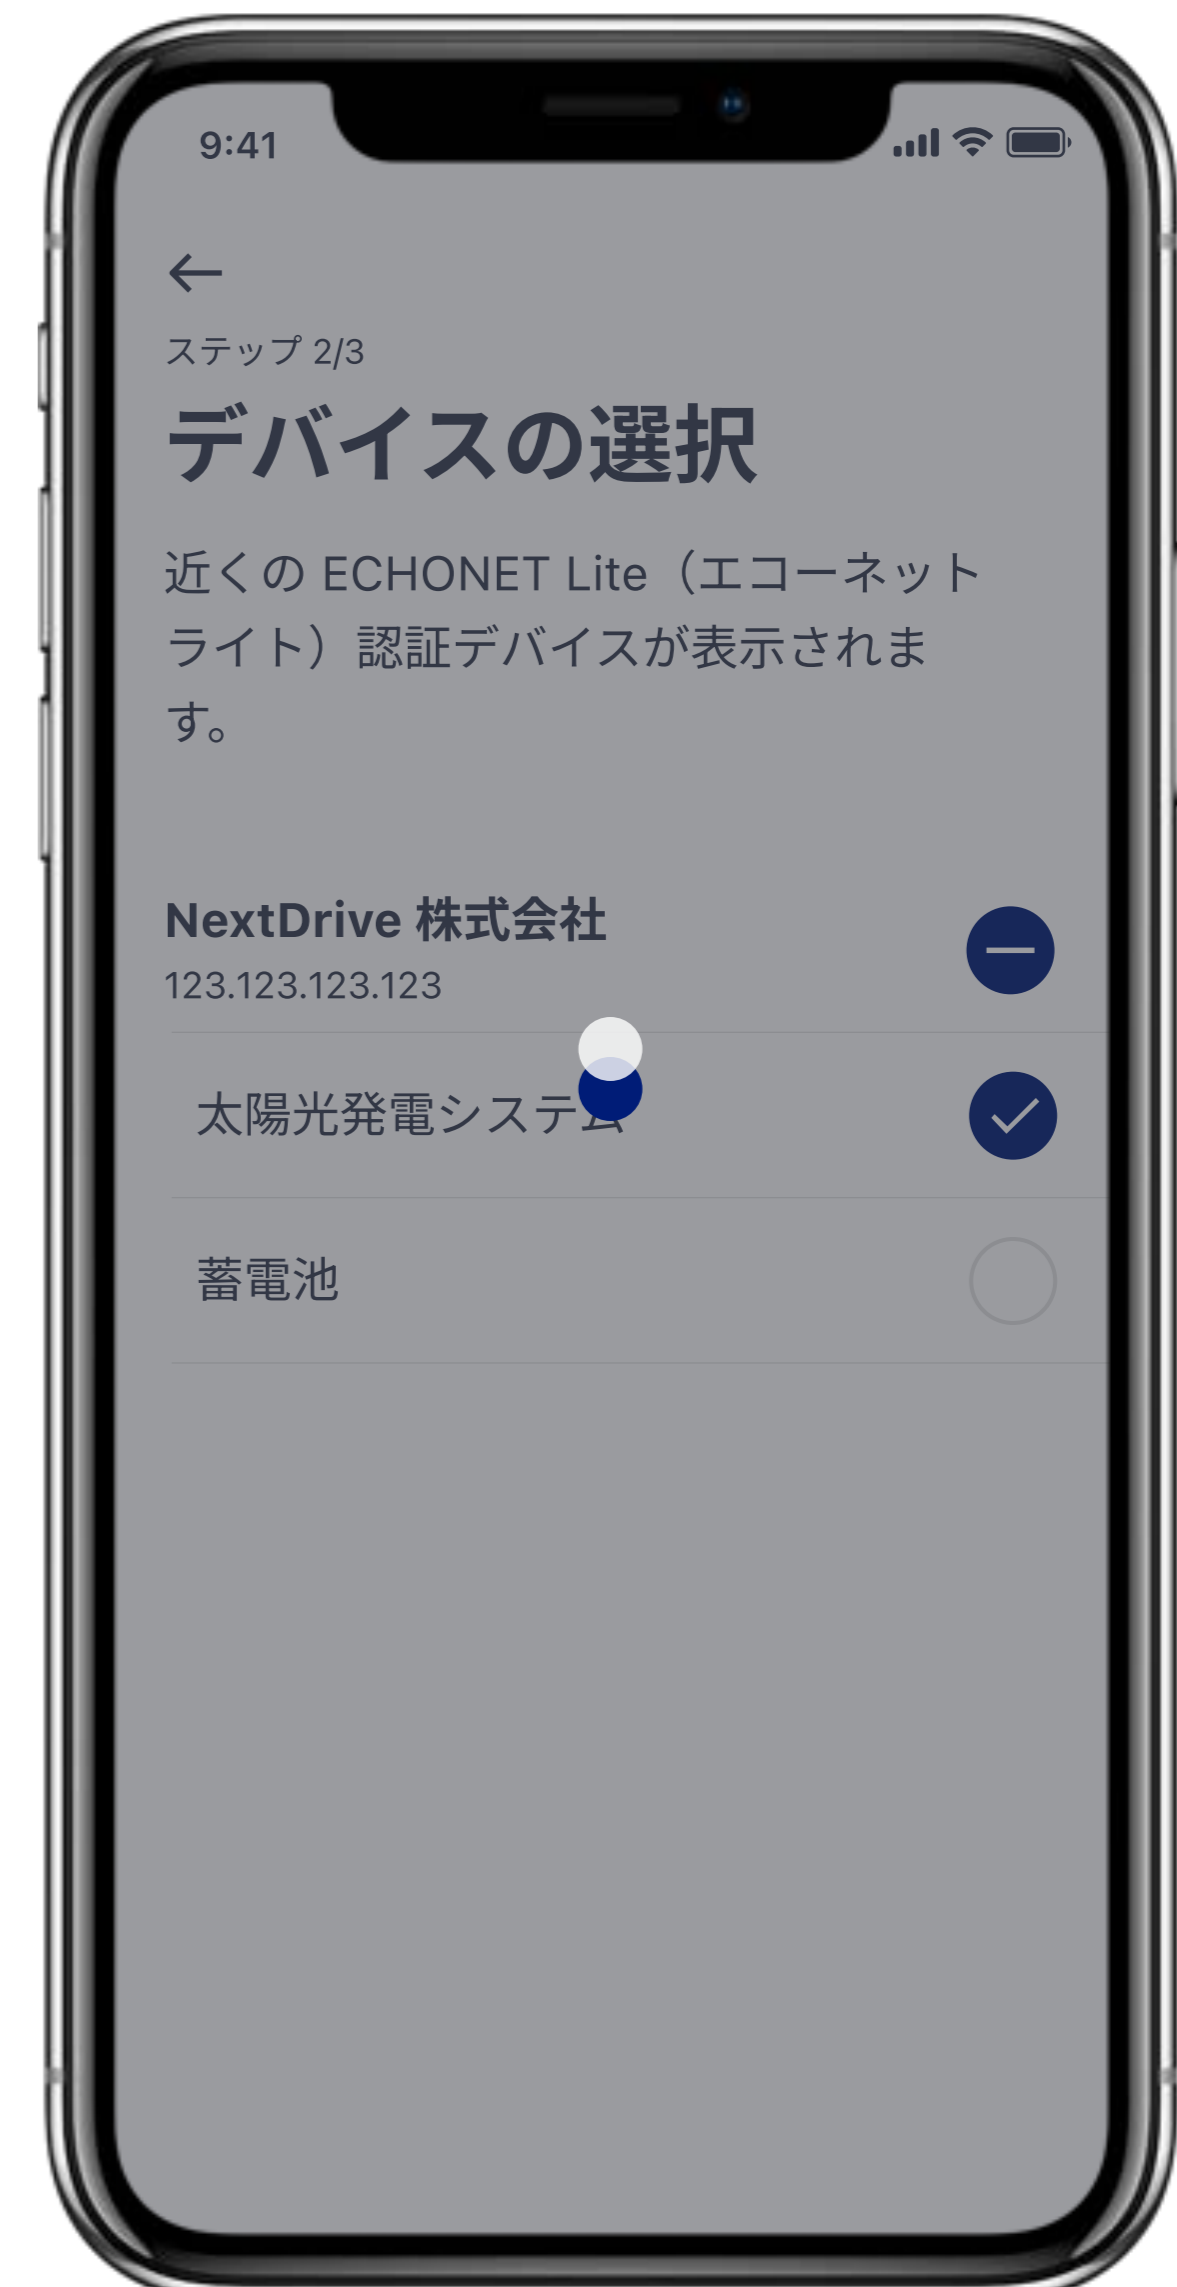 9:41
ステップ 2/3
デバイスの選択
近くの ECHONET Lite（エコーネット
ライト）認証デバイスが表示されま
す。
NextDrive 株式会社
123.123.123.123
太陽光発電システム
蓄電池